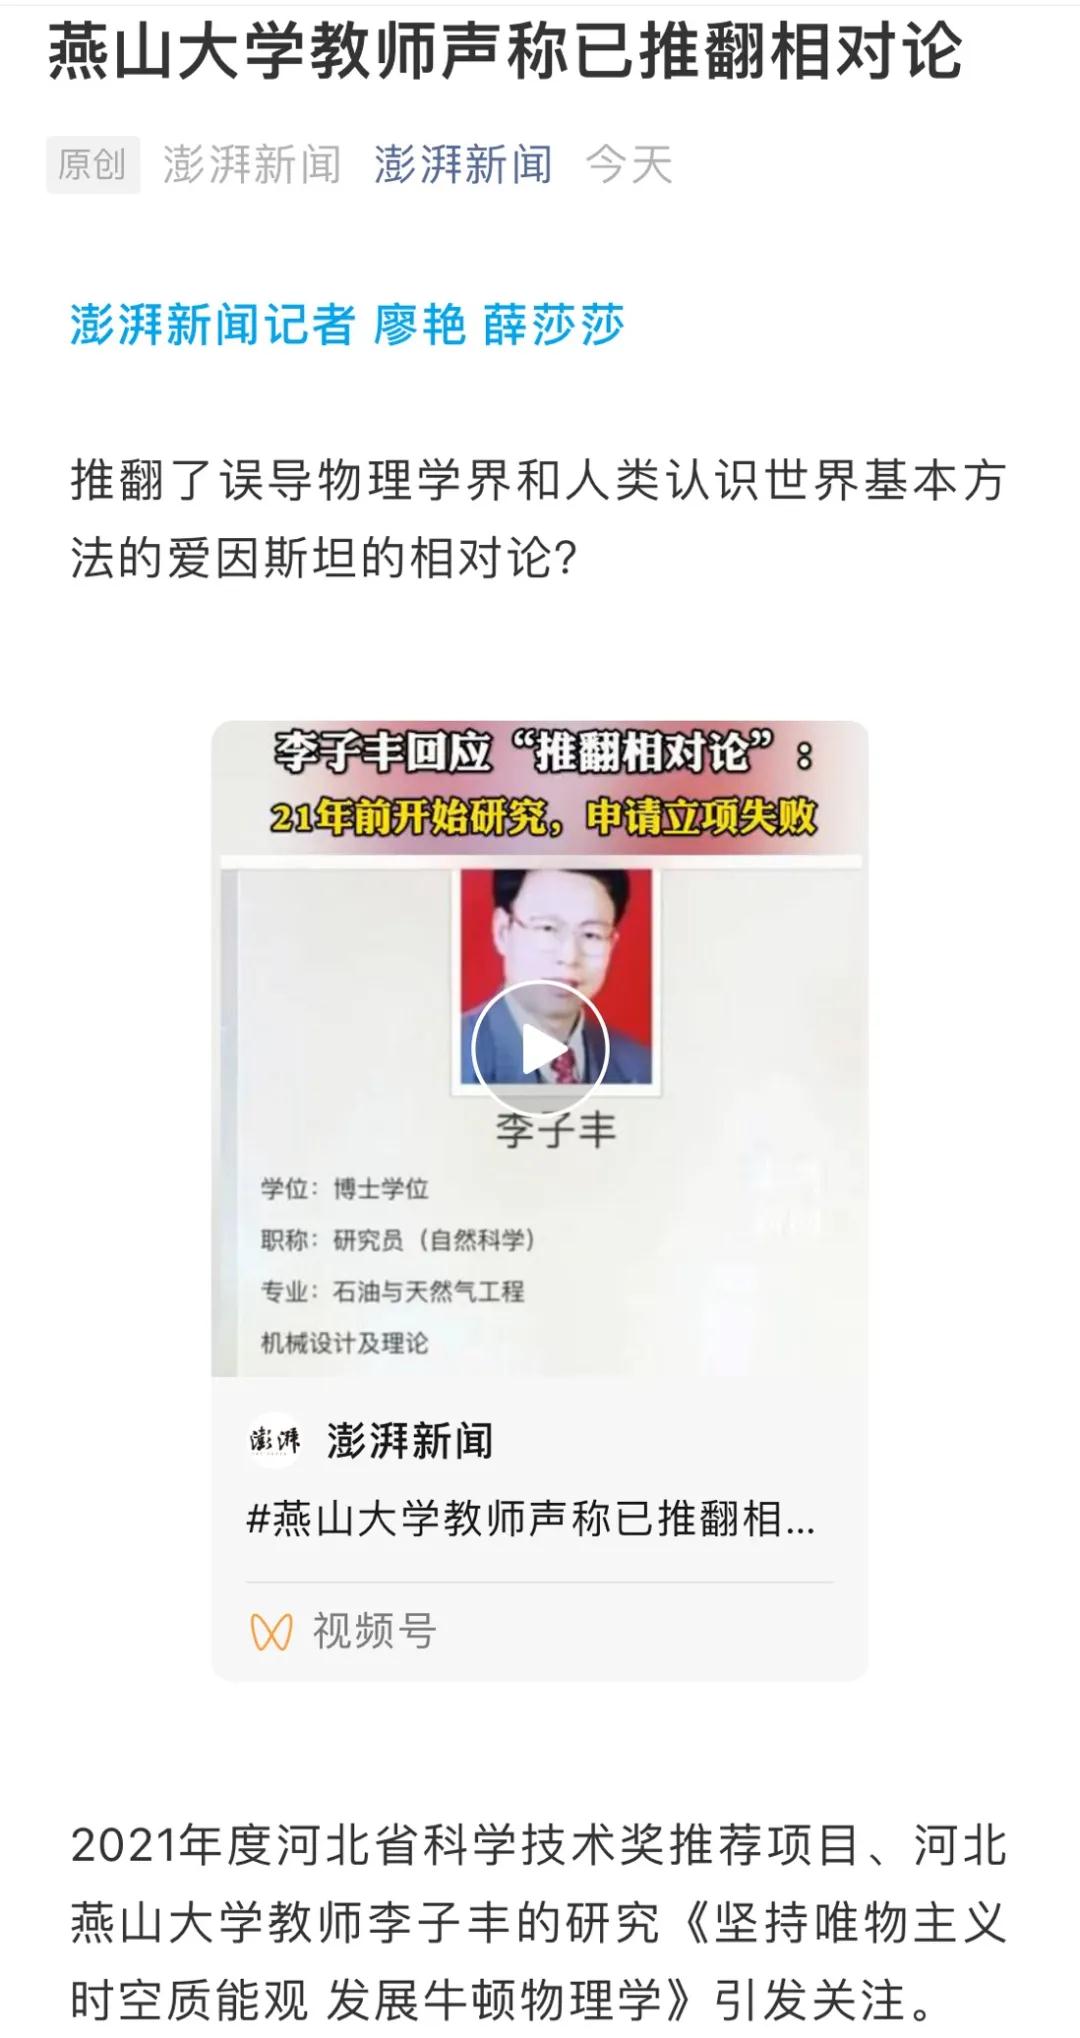 燕山大学教师声称已推翻相对论
原创 澎湃新闻 澎湃新闻 今天
澎湃新闻记者 廖艳 薛莎莎
推翻了误导物理学界和人类认识世界基本方
法的爱因斯坦的相对论？
李子丰回应“推翻相对论”：
21年前开始研究，申请立项失败
李子丰
学位：博士学位
职称：研究员（自然科学）
专业：石油与天然气工程
机械设计及理论
澎湃 澎湃新闻
#燕山大学教师声称已推翻相...
视频号
2021年度河北省科学技术奖推荐项目、河北
燕山大学教师李子丰的研究《坚持唯物主义
时空质能观 发展牛顿物理学》引发关注。